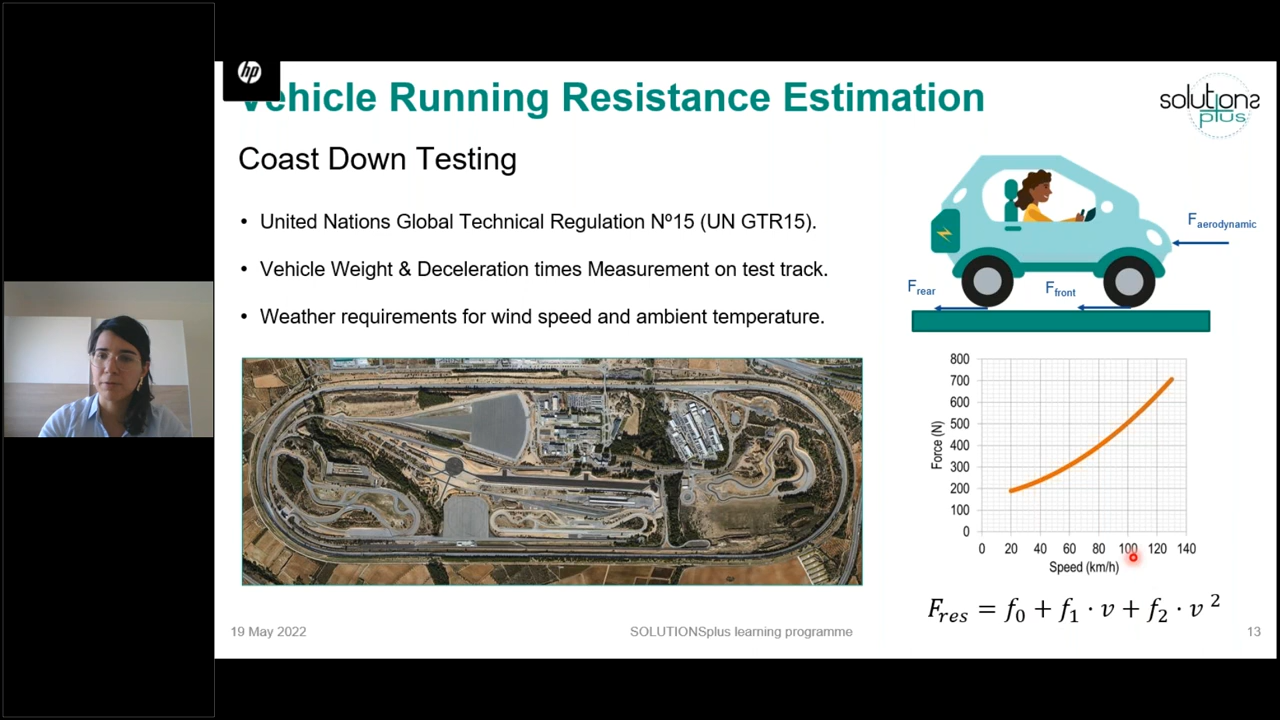 hp
Vehicle Running Resistance Estimation
solutions
plus
Coast Down Testing
• United Nations Global Technical Regulation Nº15 (UN GTR15).
• Vehicle Weight & Deceleration times Measurement on test track.
• Weather requirements for wind speed and ambient temperature.
F aerodynamic
F rear
F front
800
700
600
500
400
300
200
100
0
Force (N)
0 20 40 60 80 100 120 140
Speed (km/h)
F res = f0 + f1 · v + f2 · v ²
19 May 2022
SOLUTIONSplus learning programme
13